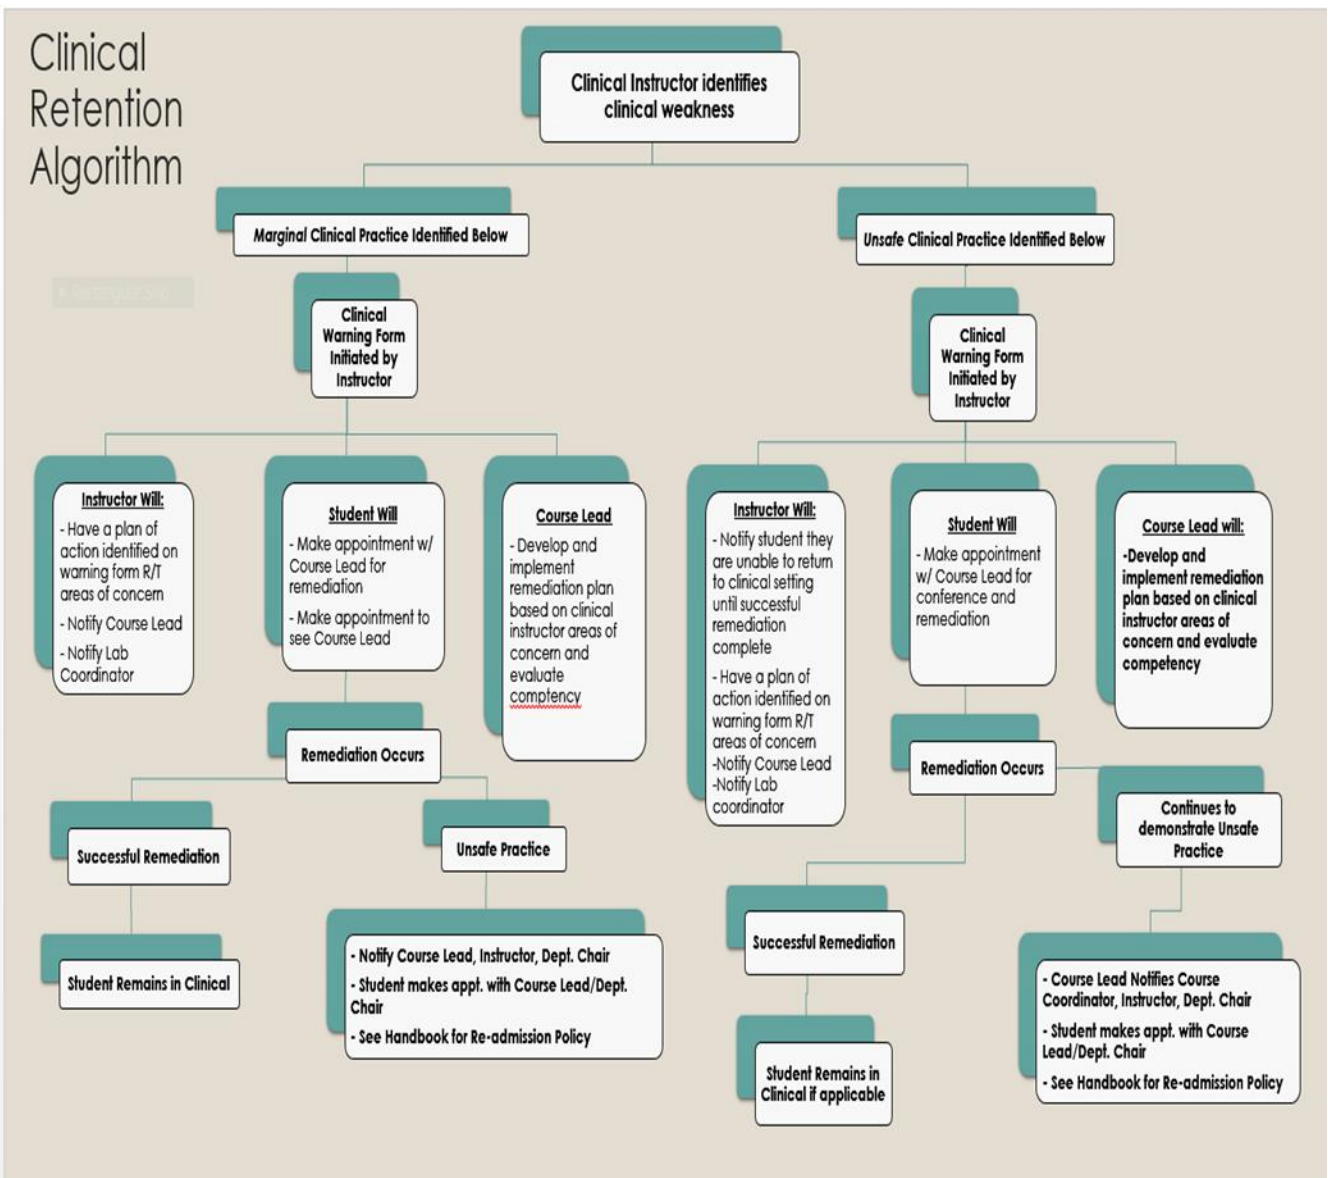 Clinical
Retention
Algorithm
Clinical Instructor identifies
clinical weakness
Marginal Clinical Practice Identified Below
Unsafe Clinical Practice Identified Below
Clinical
Warning Form
Initiated by
Instructor
Clinical
Warning Form
Initiated by
Instructor
Instructor Will:
- Have a plan of
action identified on
warning form R/T
areas of concern
- Notify Course Lead
- Notify Lab
Coordinator
Student Will
- Make appointment w/
Course Lead for
remediation
- Make appointment to
see Course Lead
Course Lead
- Develop and
implement
remediation plan
based on clinical
instructor areas of
concern and
evaluate
comptency
Instructor Will:
- Notify student they
are unable to return
to clinical setting
until successful
remediation
complete
- Have a plan of
action identified on
warning form R/T
areas of concern
-Notify Course Lead
-Notify Lab
coordinator
Student Will
- Make appointment
w/ Course Lead for
conference and
remediation
Course Lead will:
-Develop and
implement remediation
plan based on clinical
instructor areas of
concern and evaluate
competency
Remediation Occurs
Remediation Occurs
Successful Remediation
Unsafe Practice
Continues to
demonstrate Unsafe
Practice
Student Remains in Clinical
- Notify Course Lead, Instructor, Dept. Chair
- Student makes appt. with Course Lead/Dept.
Chair
- See Handbook for Re-admission Policy
Successful Remediation
Student Remains in
Clinical if applicable
- Course Lead Notifies Course
Coordinator, Instructor, Dept. Chair
- Student makes appt. with Course
Lead/Dept. Chair
- See Handbook for Re-admission Policy